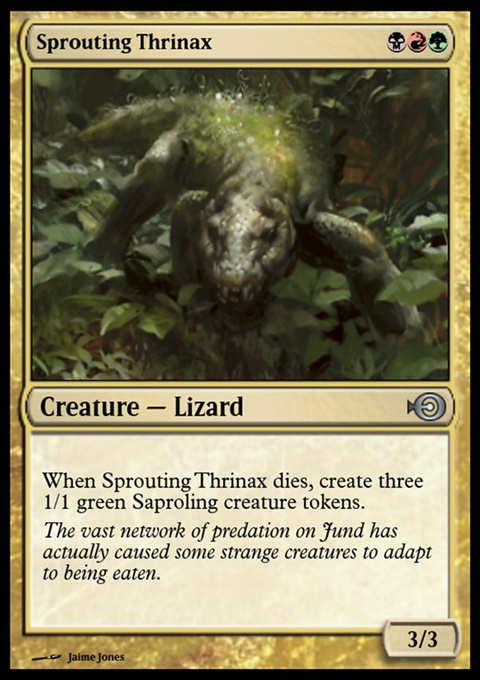 Sprouting Thrinax
Creature — Lizard
When Sprouting Thrinax dies, create three
1/1 green Saproling creature tokens.
The vast network of predation on Jund has
actually caused some strange creatures to adapt
to being eaten.
3/3
Jaime Jones